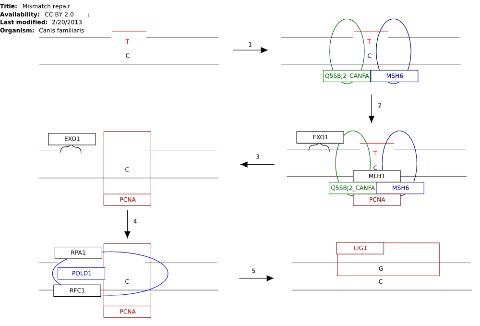 Title: Mismatch repair
Availability: CC BY 2.0
Last modified: 2/20/2013
Organism: Canis familiaris
T
C
1
T
C
Q5SBJ2_CANFA
MSH6
2
EXO1
C
PCNA
3
EXO1
T
C
MLH1
Q5SBJ2_CANFA
MSH6
PCNA
4
RPA1
POLD1
RFC1
C
PCNA
5
LIG1
G
C